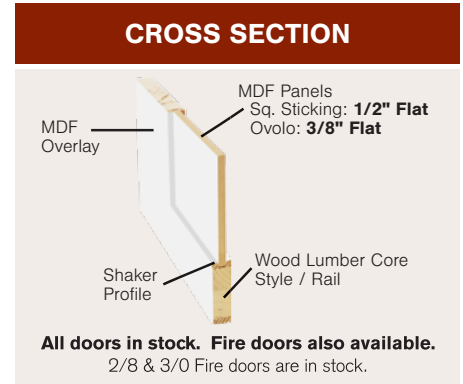 CROSS SECTION
MDF Panels
Sq. Sticking: 1/2" Flat
Ovolo: 3/8" Flat
MDF
Overlay
Wood Lumber Core
Style / Rail
Shaker
Profile
All doors in stock. Fire doors also available.
2/8 & 3/0 Fire doors are in stock.